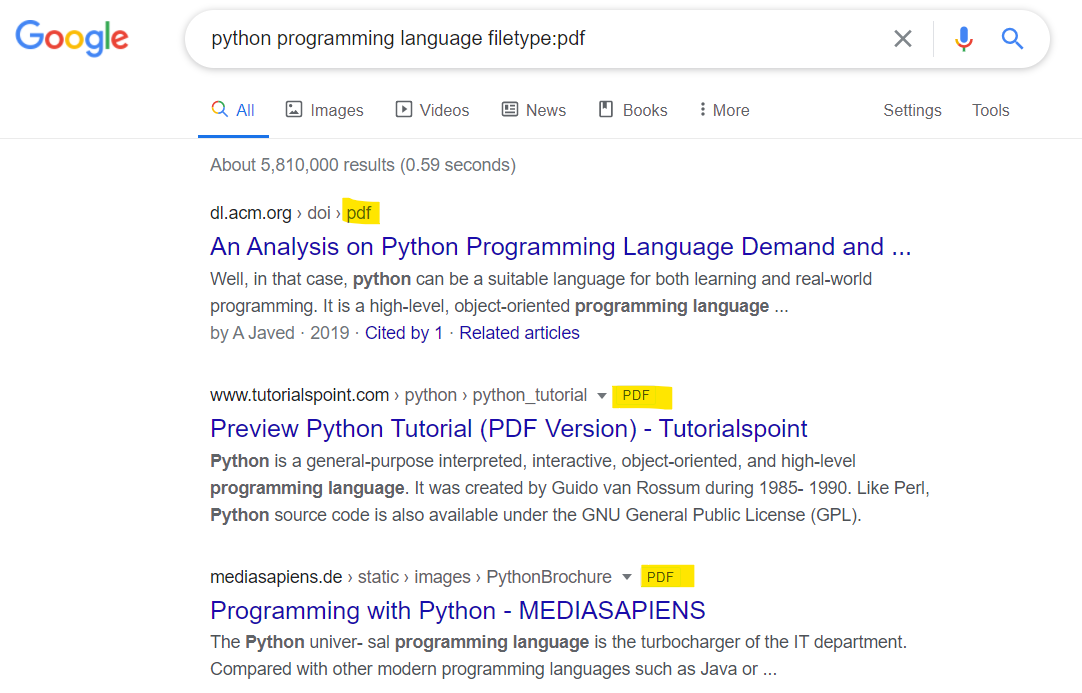 Google
python programming language filetype:pdf
All Images Videos News Books More Settings Tools
About 5,810,000 results (0.59 seconds)
dl.acm.org › doi › pdf
An Analysis on Python Programming Language Demand and ...
Well, in that case, python can be a suitable language for both learning and real-world
programming. It is a high-level, object-oriented programming language ...
by A Javed · 2019 · Cited by 1 · Related articles
www.tutorialspoint.com › python › python_tutorial PDF
Preview Python Tutorial (PDF Version) - Tutorialspoint
Python is a general-purpose interpreted, interactive, object-oriented, and high-level
programming language. It was created by Guido van Rossum during 1985- 1990. Like Perl,
Python source code is also available under the GNU General Public License (GPL).
mediasapiens.de › static › images › PythonBrochure PDF
Programming with Python - MEDIASAPIENS
The Python univer- sal programming language is the turbocharger of the IT department.
Compared with other modern programming languages such as Java or ...